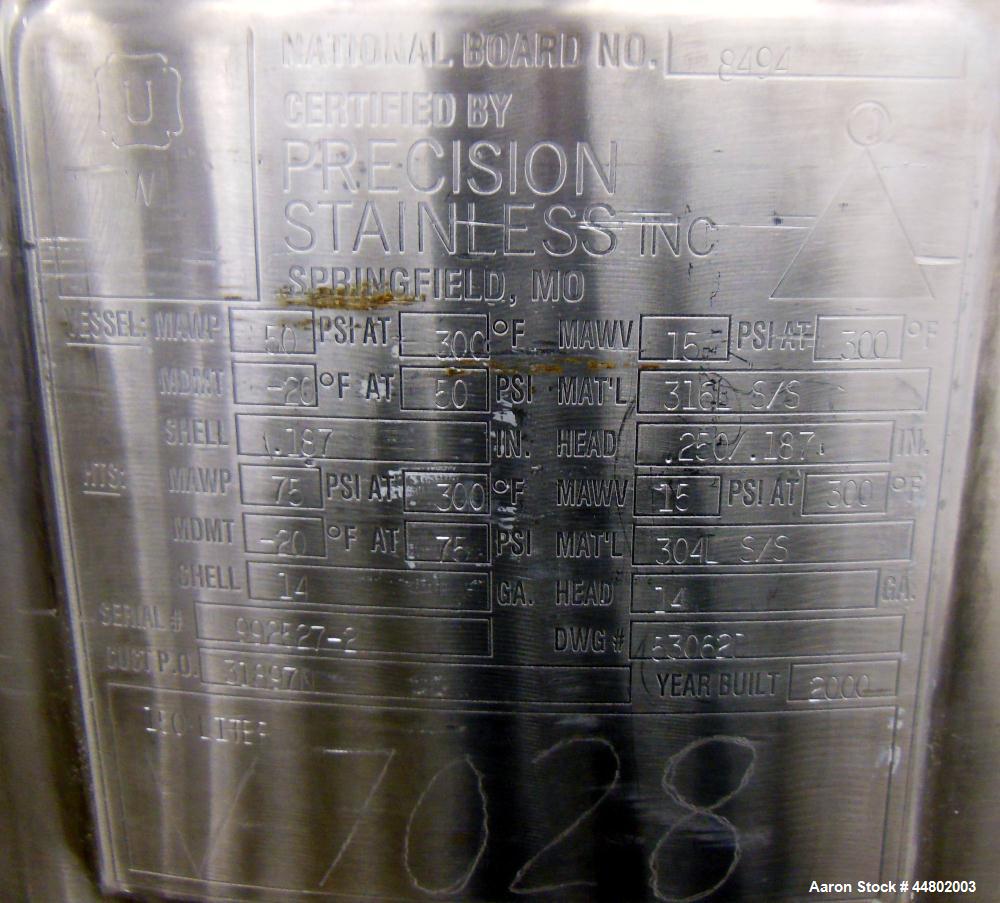 NATIONAL BOARD NO. 8494
U
W
CERTIFIED BY
PRECISION
STAINLESS INC
SPRINGFIELD, MO
VESSEL: MAWP 50 PSI AT 300 °F MAWV 15 PSI AT 300 °F
MDMT -20 °F AT 50 PSI MAT'L 316L S/S
SHELL .187 IN. HEAD .250/.187 IN.
HTS: MAWP 75 PSI AT 300 °F MAWV 15 PSI AT 300 °F
MDMT -20 °F AT 75 PSI MAT'L 304L S/S
SHELL 14 GA. HEAD 14 GA.
SERIAL # 992527-2 DWG #
CUST P.O. YEAR BUILT 2000
LITER
V7028
Aaron Stock # 44802003